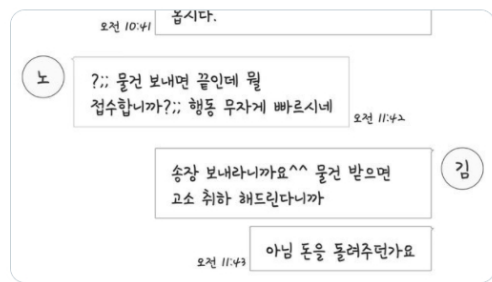 봅시다.
오전 10:41
노
?;; 물건 보내면 끝인데 뭘
접수합니까?;; 행동 무자게 빠르시네
오전 11:42
김
송장 보내라니까요^^ 물건 받으면
고소 취하 해드린다니까
아님 돈을 돌려주던가요
오전 11:43